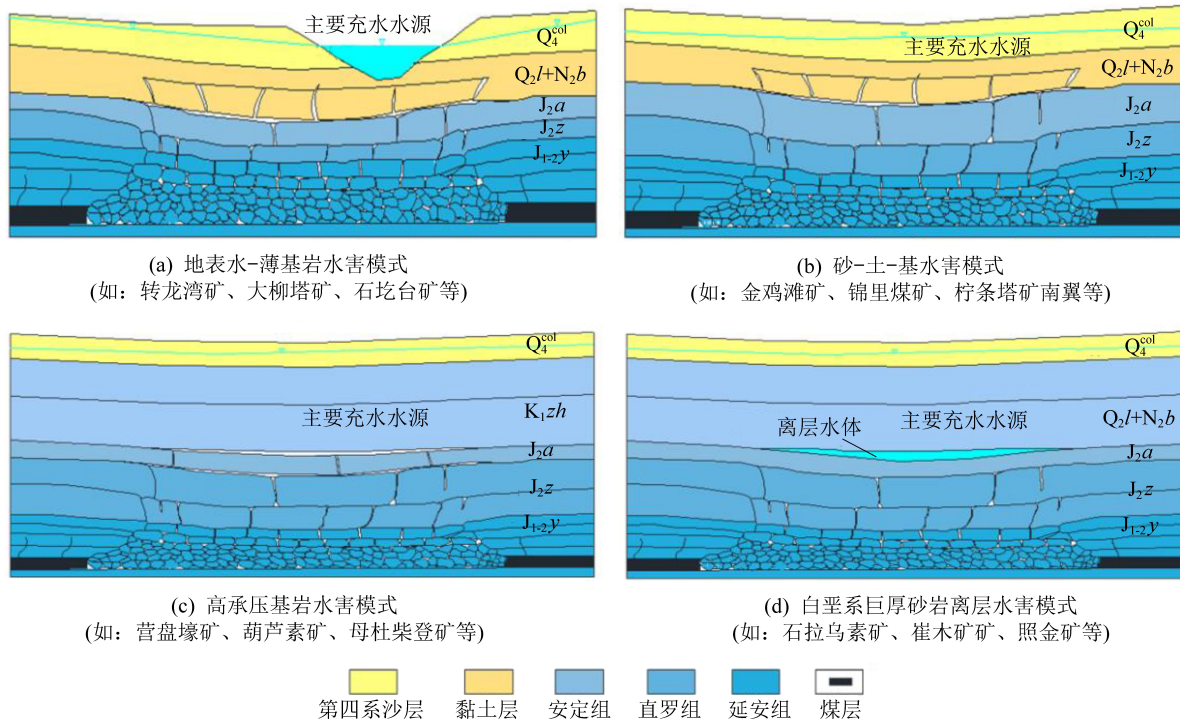 主要充水水源
Q₄ᶜᵒˡ
Q₂l+N₂b
J₂a
J₂z
J₁₋₂y
(a) 地表水-薄基岩水害模式
(如：转龙湾矿、大柳塔矿、石圪台矿等)
主要充水水源
Q₄ᶜᵒˡ
Q₂l+N₂b
J₂a
J₂z
J₁₋₂y
(b) 砂-土-基水害模式
(如：金鸡滩矿、锦里煤矿、柠条塔矿南翼等)
Q₄ᶜᵒˡ
主要充水水源
K₁zh
J₂a
J₂z
J₁₋₂y
(c) 高承压基岩水害模式
(如：营盘壕矿、葫芦素矿、母杜柴登矿等)
Q₄ᶜᵒˡ
离层水体
主要充水水源
Q₂l+N₂b
J₂a
J₂z
J₁₋₂y
(d) 白垩系巨厚砂岩离层水害模式
(如：石拉乌素矿、崔木矿矿、照金矿等)
第四系沙层
黏土层
安定组
直罗组
延安组
煤层